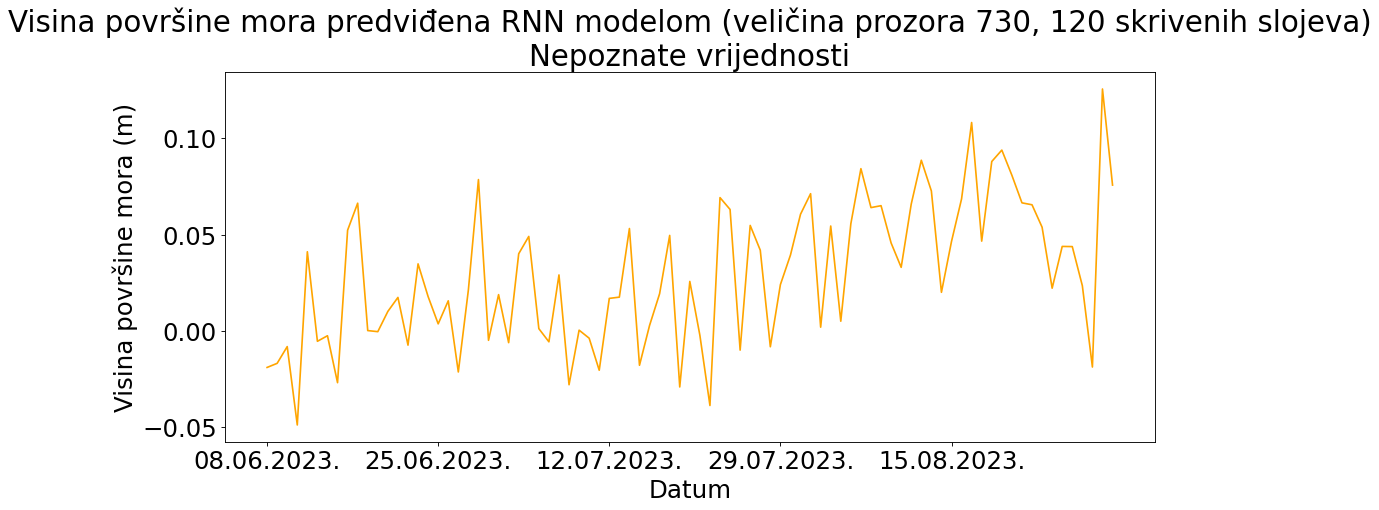 Visina površine mora predviđena RNN modelom (veličina prozora 730, 120 skrivenih slojeva)
Nepoznate vrijednosti
Visina površine mora (m)
0.10
0.05
0.00
−0.05
08.06.2023. 25.06.2023. 12.07.2023. 29.07.2023. 15.08.2023.
Datum